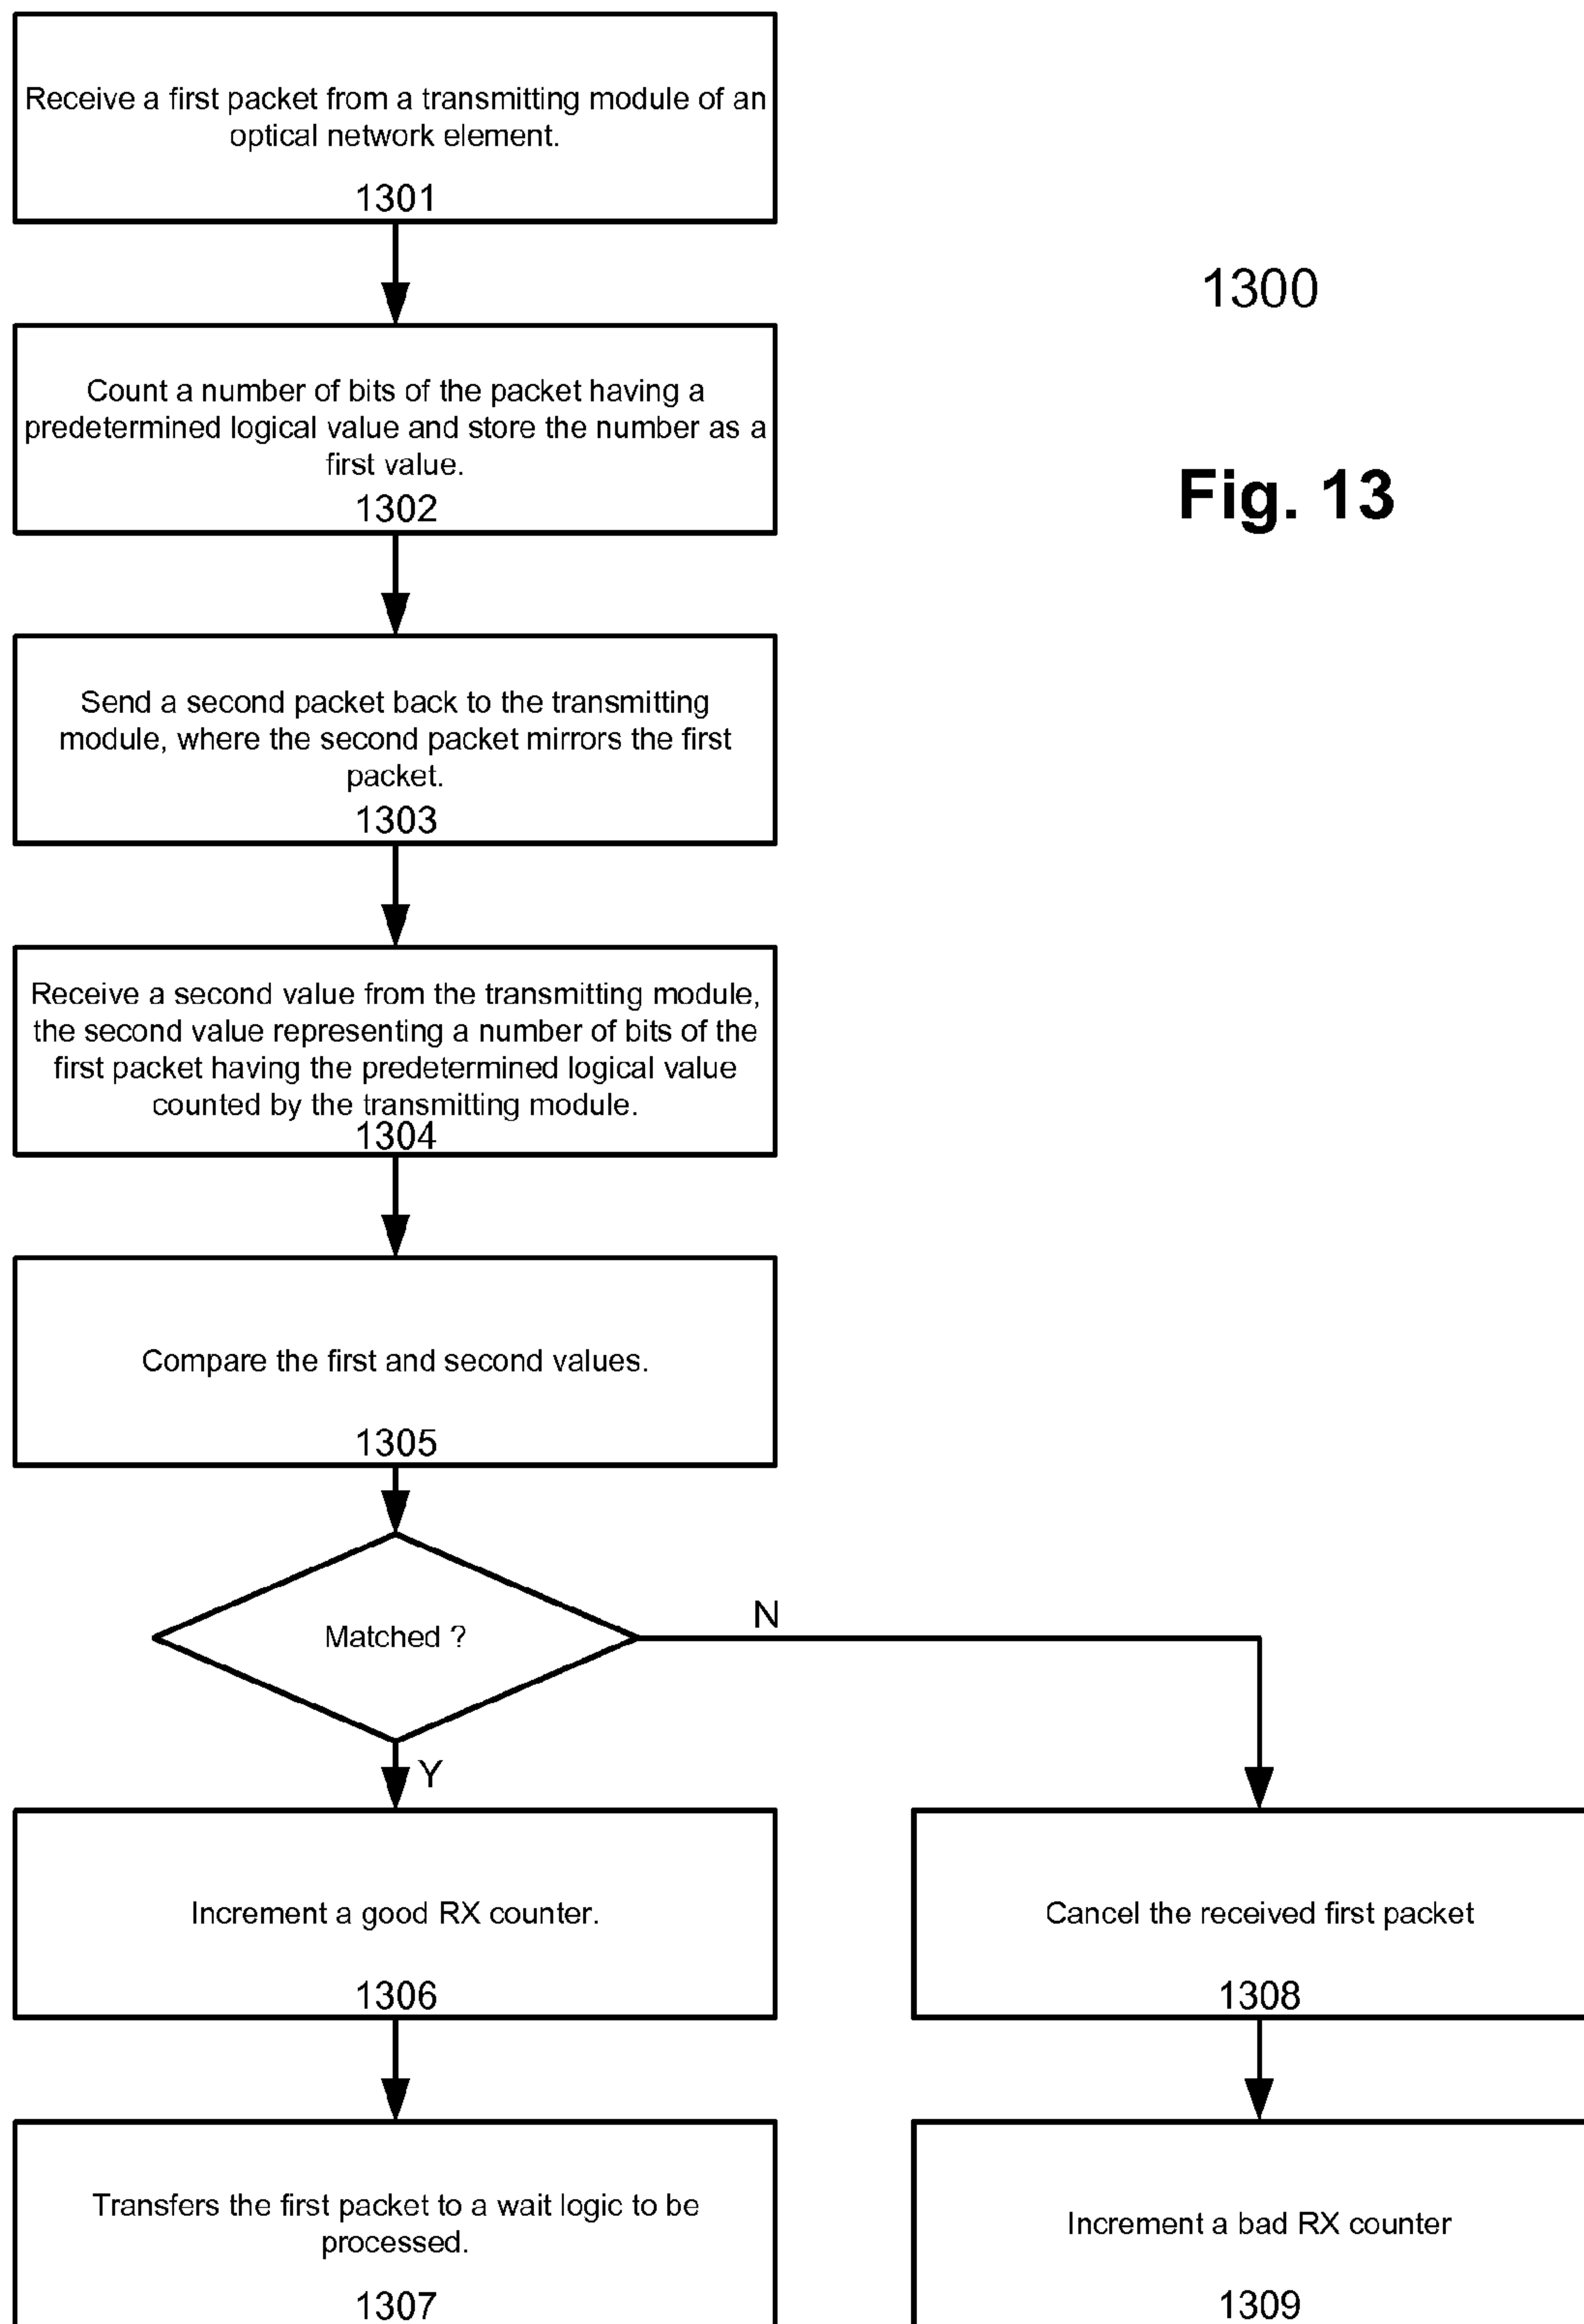 Receive a first packet from a transmitting module of an
optical network element.
1301
1300
Count a number of bits of the packet having a
predetermined logical value and store the number as a
first value.
1302
Fig. 13
Send a second packet back to the transmitting
module, where the second packet mirrors the first
packet.
1303
Receive a second value from the transmitting module,
the second value representing a number of bits of the
first packet having the predetermined logical value
counted by the transmitting module.
1304
Compare the first and second values.
1305
Matched ?
N
Y
Increment a good RX counter.
1306
Cancel the received first packet
1308
Transfers the first packet to a wait logic to be
processed.
1307
Increment a bad RX counter
1309